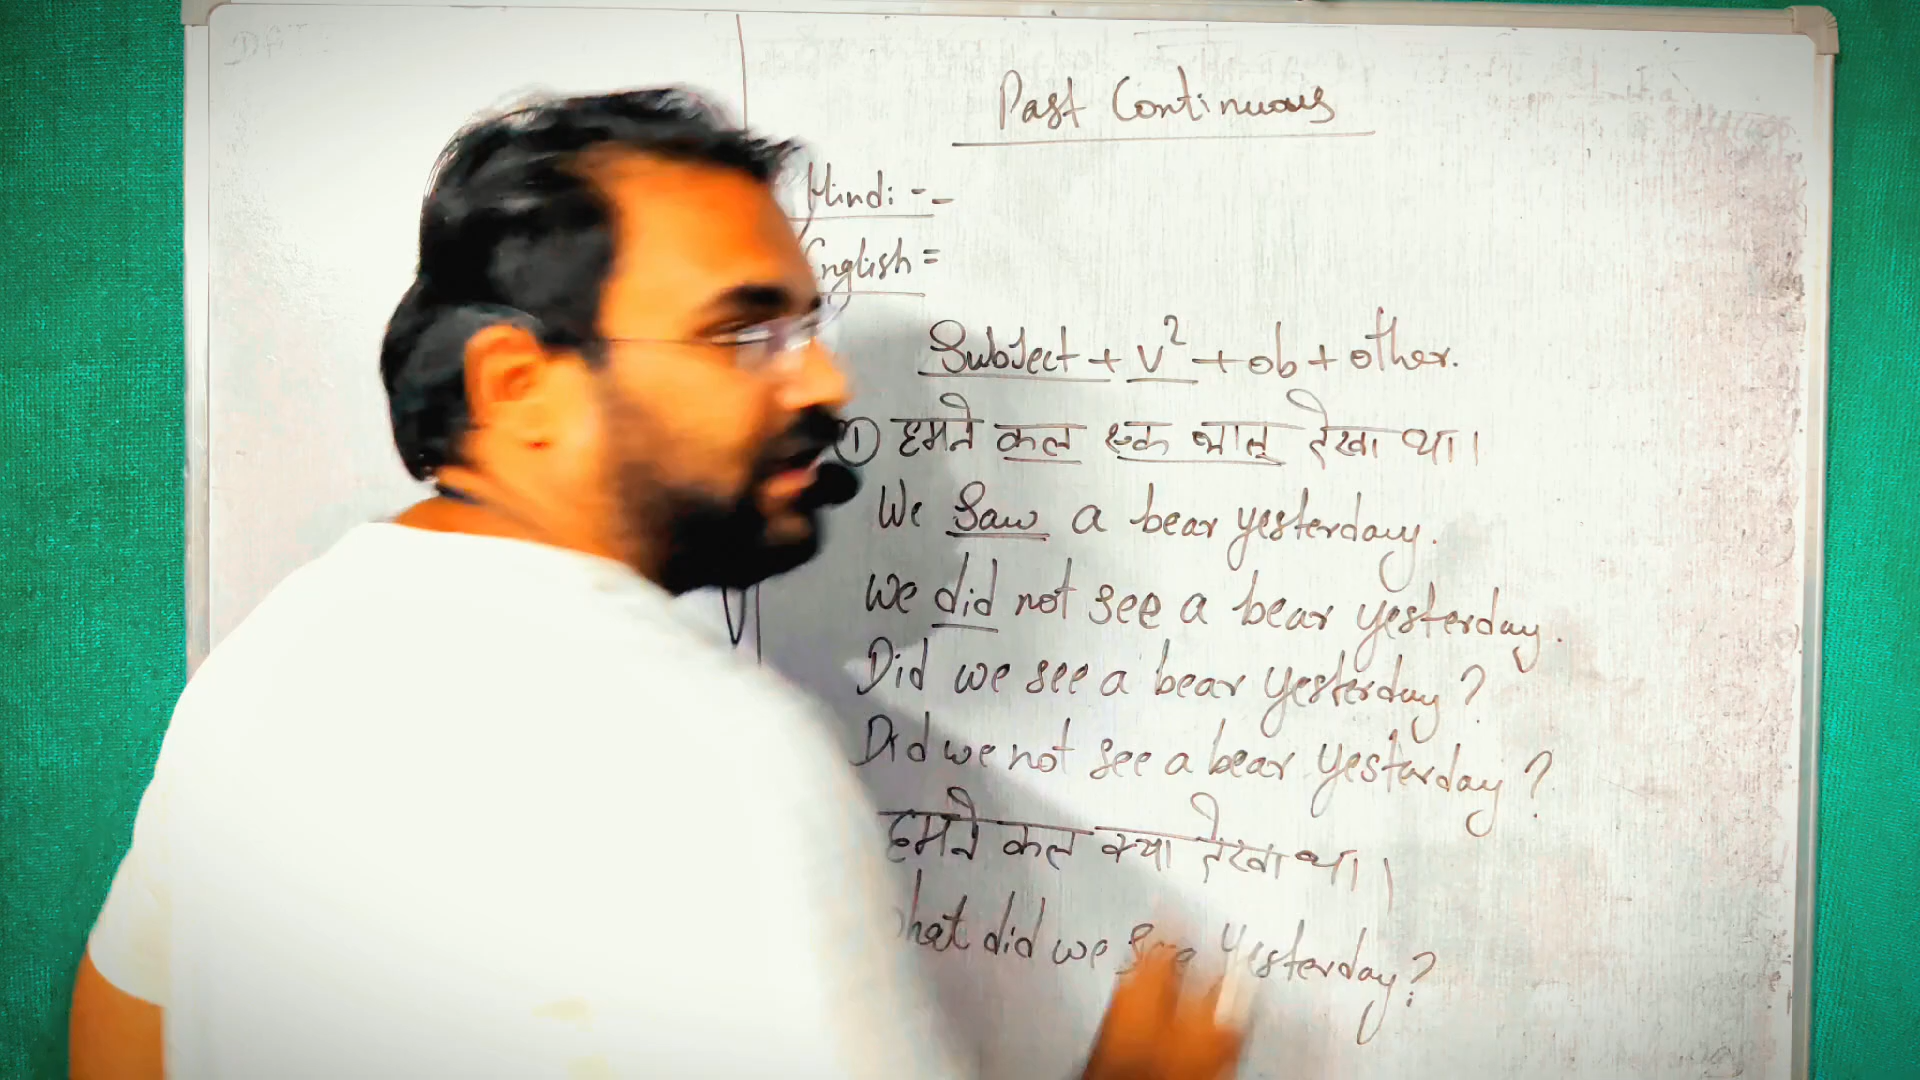 Past Continuous
Hindi :-
English =
Subject + V² + ob + other.
① हमने कल एक भालू देखा था।
We saw a bear yesterday.
We did not see a bear yesterday.
Did we see a bear yesterday?
Did we not see a bear yesterday?
हमने कल क्या देखा था।
What did we see yesterday?